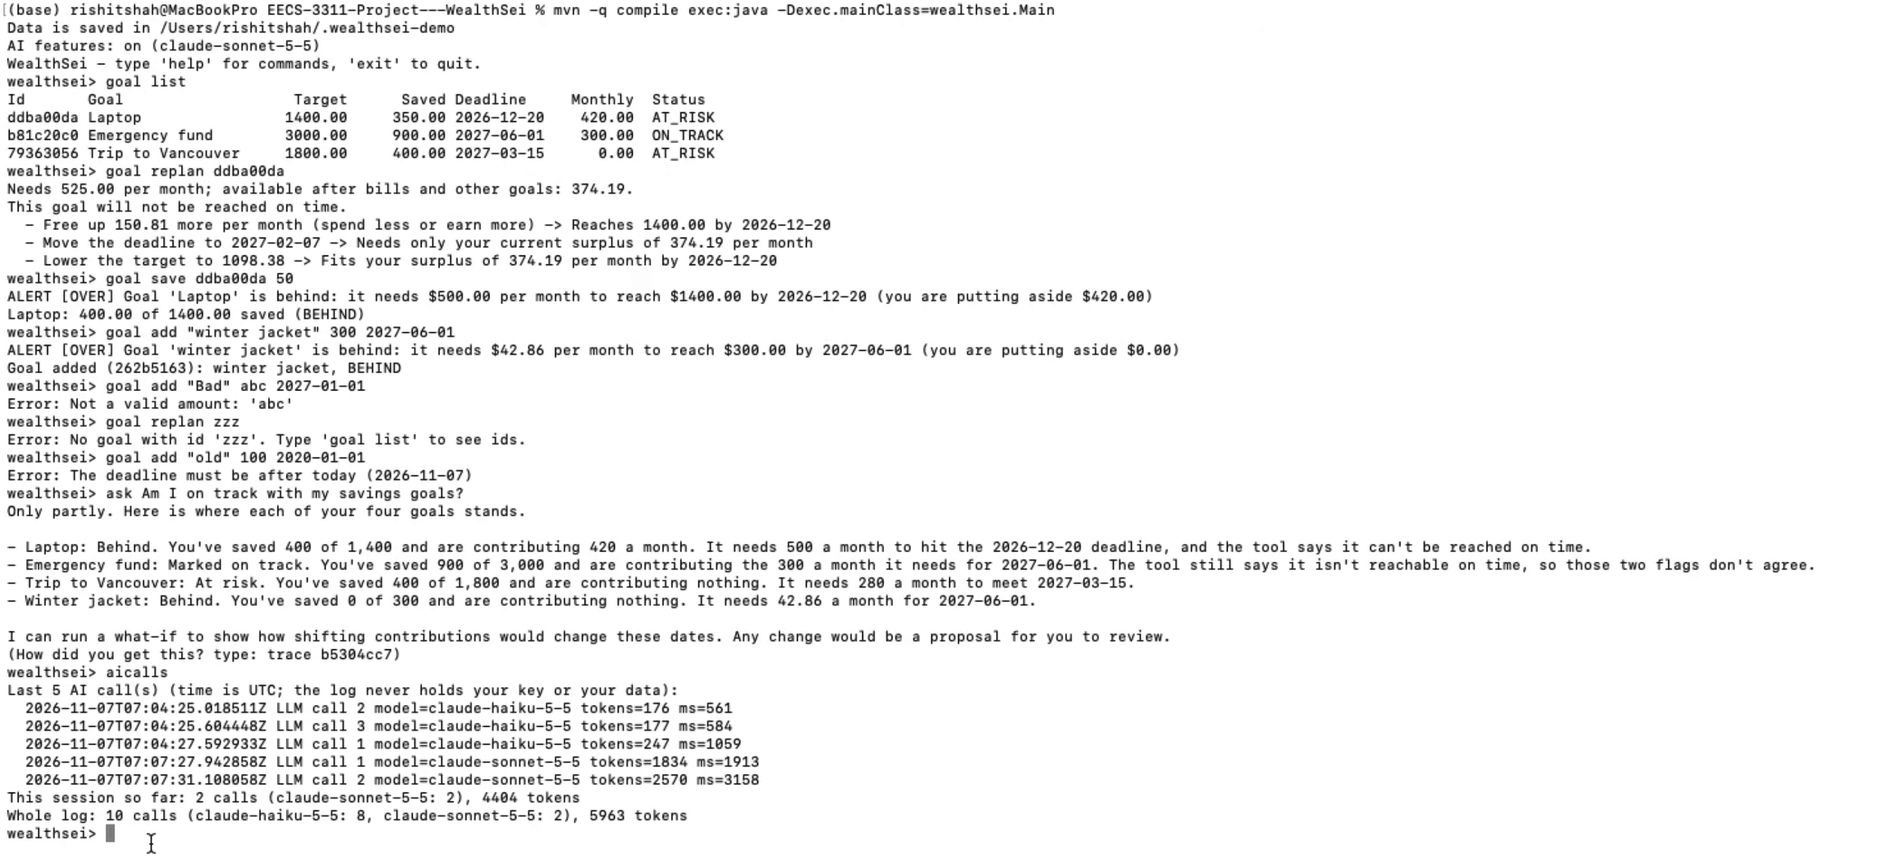 (base) rishitshah@MacBookPro EECS-3311-Project---WealthSei % mvn -q compile exec:java -Dexec.mainClass=wealthsei.Main
Data is saved in /Users/rishitshah/.wealthsei-demo
AI features: on (claude-sonnet-5-5)
WealthSei – type 'help' for commands, 'exit' to quit.
wealthsei> goal list
Id       Goal                   Target      Saved Deadline     Monthly  Status
ddba00da Laptop                1400.00     350.00 2026-12-20    420.00  AT_RISK
b81c20c0 Emergency fund        3000.00     900.00 2027-06-01    300.00  ON_TRACK
79363056 Trip to Vancouver     1800.00     400.00 2027-03-15      0.00  AT_RISK
wealthsei> goal replan ddba00da
Needs 525.00 per month; available after bills and other goals: 374.19.
This goal will not be reached on time.
  - Free up 150.81 more per month (spend less or earn more) -> Reaches 1400.00 by 2026-12-20
  - Move the deadline to 2027-02-07 -> Needs only your current surplus of 374.19 per month
  - Lower the target to 1098.38 -> Fits your surplus of 374.19 per month by 2026-12-20
wealthsei> goal save ddba00da 50
ALERT [OVER] Goal 'Laptop' is behind: it needs $500.00 per month to reach $1400.00 by 2026-12-20 (you are putting aside $420.00)
Laptop: 400.00 of 1400.00 saved (BEHIND)
wealthsei> goal add "winter jacket" 300 2027-06-01
ALERT [OVER] Goal 'winter jacket' is behind: it needs $42.86 per month to reach $300.00 by 2027-06-01 (you are putting aside $0.00)
Goal added (262b5163): winter jacket, BEHIND
wealthsei> goal add "Bad" abc 2027-01-01
Error: Not a valid amount: 'abc'
wealthsei> goal replan zzz
Error: No goal with id 'zzz'. Type 'goal list' to see ids.
wealthsei> goal add "old" 100 2020-01-01
Error: The deadline must be after today (2026-11-07)
wealthsei> ask Am I on track with my savings goals?
Only partly. Here is where each of your four goals stands.

- Laptop: Behind. You've saved 400 of 1,400 and are contributing 420 a month. It needs 500 a month to hit the 2026-12-20 deadline, and the tool says it can't be reached on time.
- Emergency fund: Marked on track. You've saved 900 of 3,000 and are contributing the 300 a month it needs for 2027-06-01. The tool still says it isn't reachable on time, so those two flags don't agree.
- Trip to Vancouver: At risk. You've saved 400 of 1,800 and are contributing nothing. It needs 280 a month to meet 2027-03-15.
- Winter jacket: Behind. You've saved 0 of 300 and are contributing nothing. It needs 42.86 a month for 2027-06-01.

I can run a what-if to show how shifting contributions would change these dates. Any change would be a proposal for you to review.
(How did you get this? type: trace b5304cc7)
wealthsei> aicalls
Last 5 AI call(s) (time is UTC; the log never holds your key or your data):
  2026-11-07T07:04:25.018511Z LLM call 2 model=claude-haiku-5-5 tokens=176 ms=561
  2026-11-07T07:04:25.604448Z LLM call 3 model=claude-haiku-5-5 tokens=177 ms=584
  2026-11-07T07:04:27.592933Z LLM call 1 model=claude-haiku-5-5 tokens=247 ms=1059
  2026-11-07T07:07:27.942858Z LLM call 1 model=claude-sonnet-5-5 tokens=1834 ms=1913
  2026-11-07T07:07:31.108058Z LLM call 2 model=claude-sonnet-5-5 tokens=2570 ms=3158
This session so far: 2 calls (claude-sonnet-5-5: 2), 4404 tokens
Whole log: 10 calls (claude-haiku-5-5: 8, claude-sonnet-5-5: 2), 5963 tokens
wealthsei>